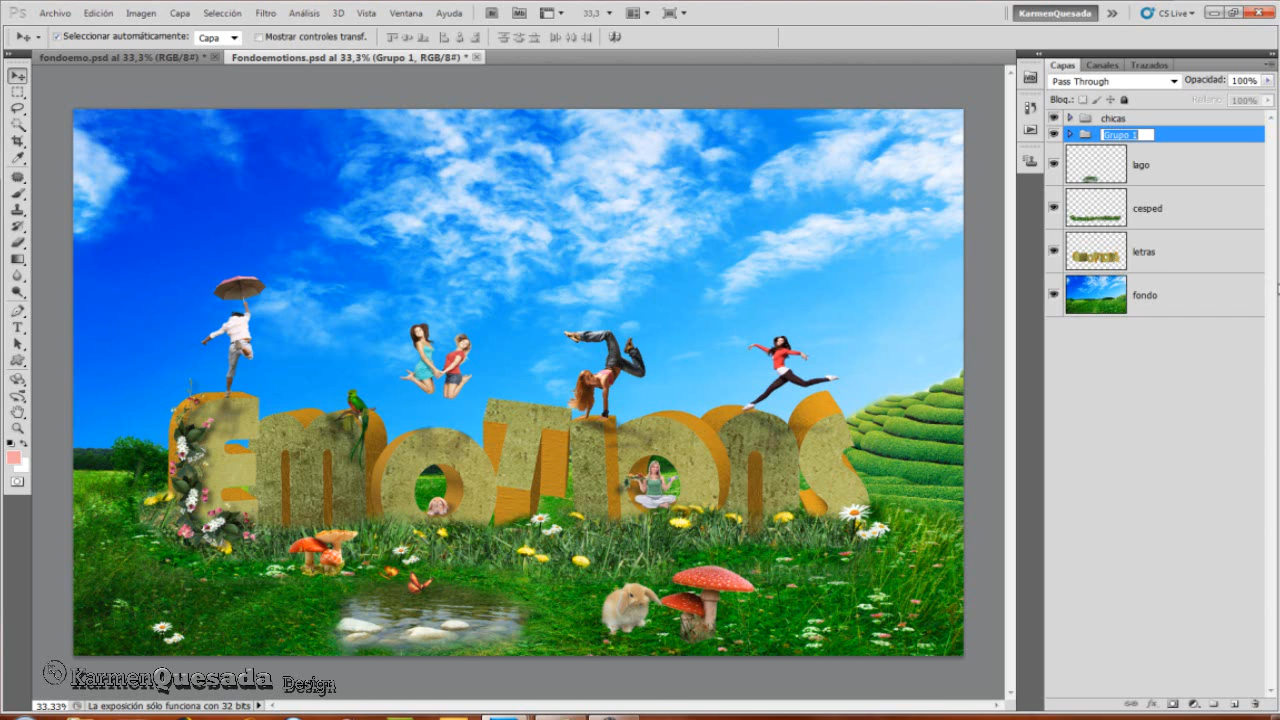 Ps Archivo Edición Imagen Capa Selección Filtro Análisis 3D Vista Ventana Ayuda Br Mb 33,3 KarmenQuesada CS Live
Seleccionar automáticamente: Capa Mostrar controles transf.
fondoemo.psd al 33,3% (RGB/8#) * Fondoemotions.psd al 33,3% (Grupo 1, RGB/8#) *
Capas Canales Trazados
Pass Through Opacidad: 100%
Bloq.: Relleno: 100%
chicas
Grupo 1
lago
cesped
letras
fondo
Emotions
KarmenQuesada Design
33.33% La exposición sólo funciona con 32 bits